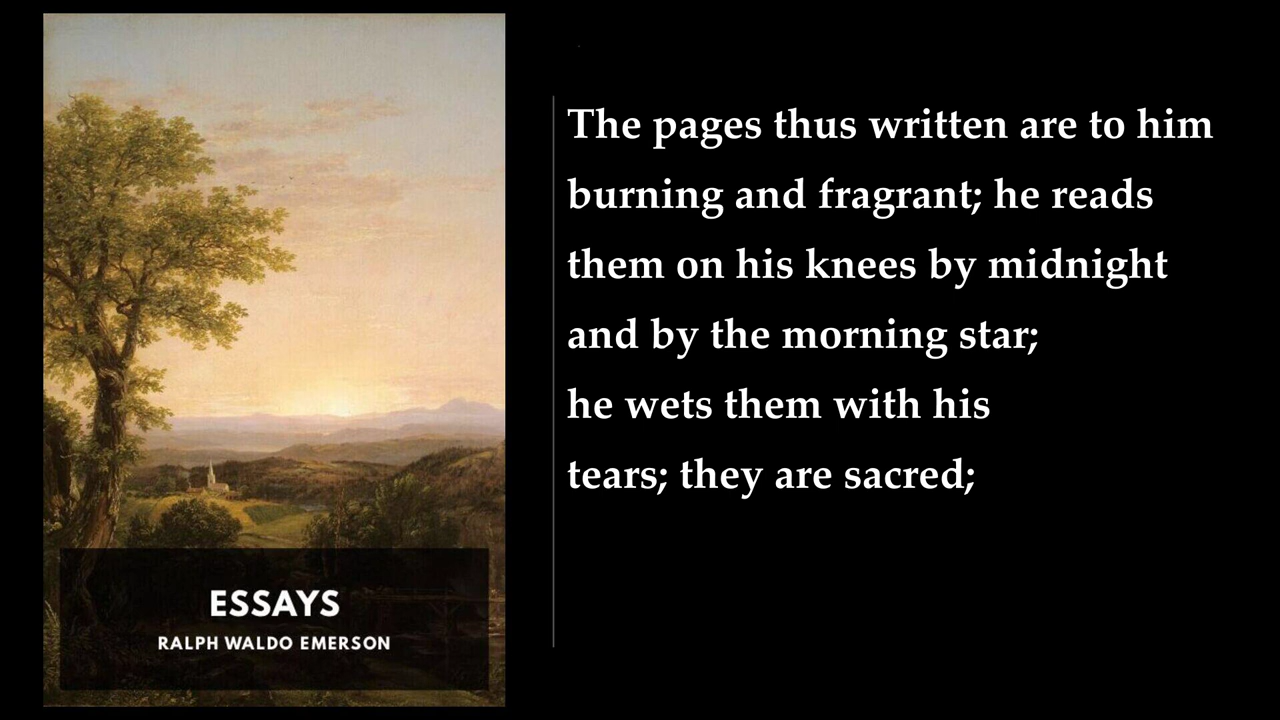 The pages thus written are to him
burning and fragrant; he reads
them on his knees by midnight
and by the morning star;
he wets them with his
tears; they are sacred;
ESSAYS
RALPH WALDO EMERSON